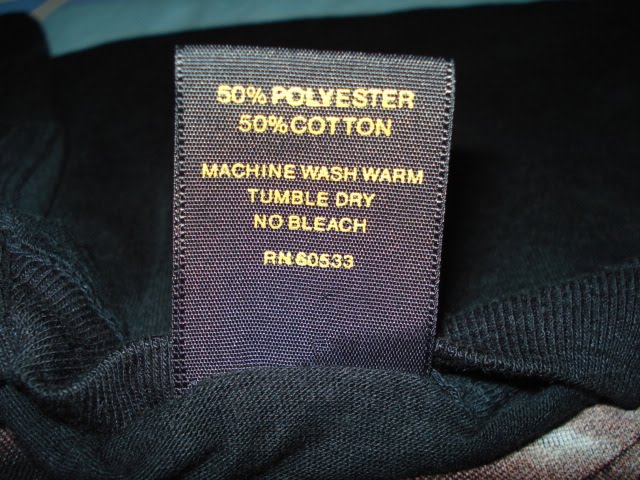 50% POLYESTER
50% COTTON
MACHINE WASH WARM
TUMBLE DRY
NO BLEACH
RN 60533